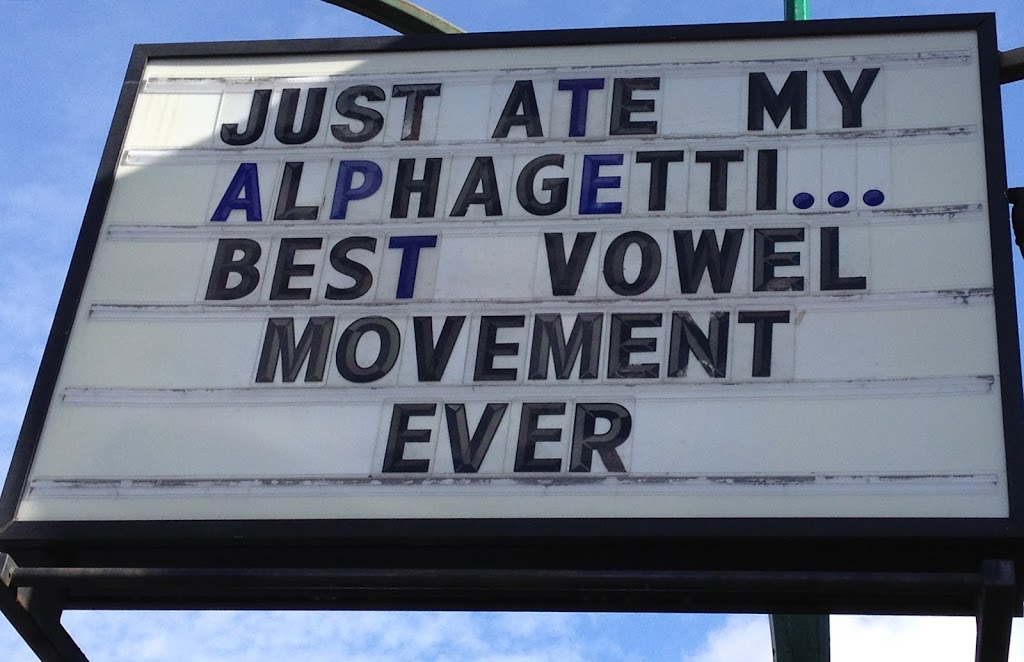 JUST ATE MY
ALPHAGETTI...
BEST VOWEL
MOVEMENT
EVER